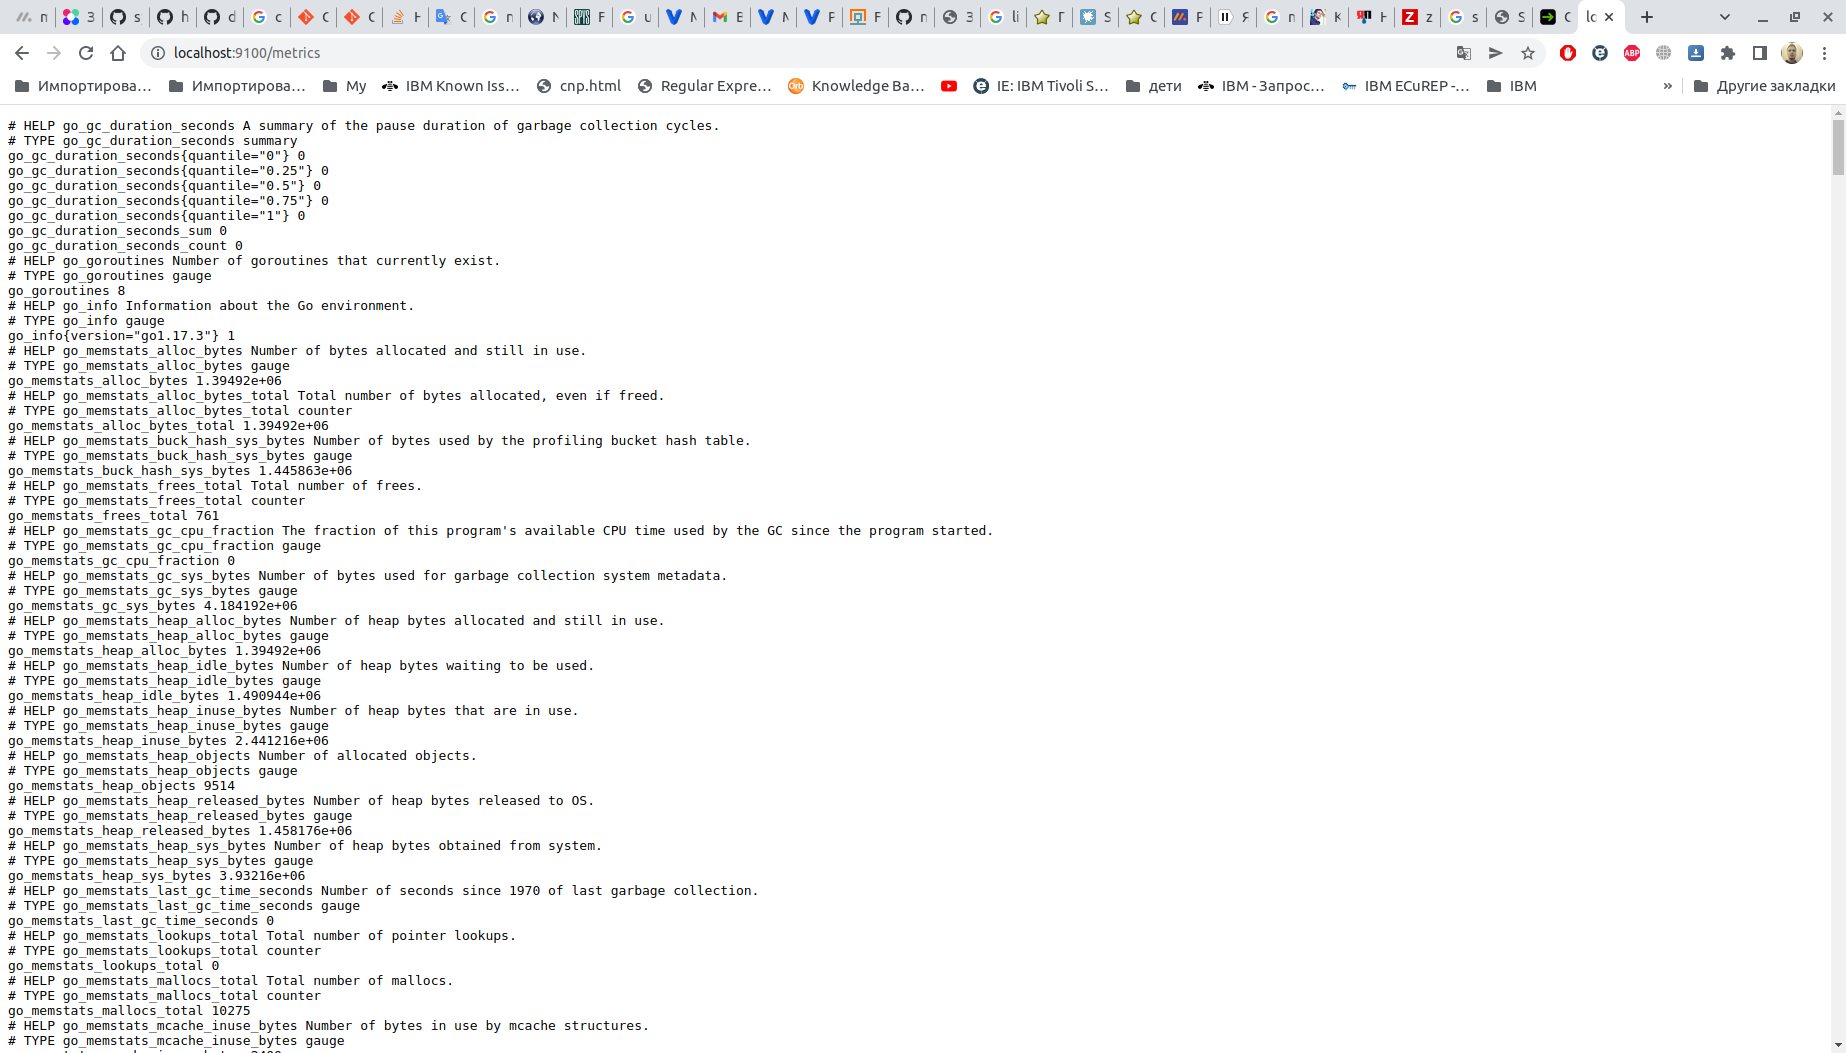 localhost:9100/metrics
Импортирова... Импортирова... My IBM Known Iss... cnp.html Regular Expre... Knowledge Ba... IE: IBM Tivoli S... дети IBM - Запрос... IBM ECuREP -... IBM » Другие закладки
# HELP go_gc_duration_seconds A summary of the pause duration of garbage collection cycles.
# TYPE go_gc_duration_seconds summary
go_gc_duration_seconds{quantile="0"} 0
go_gc_duration_seconds{quantile="0.25"} 0
go_gc_duration_seconds{quantile="0.5"} 0
go_gc_duration_seconds{quantile="0.75"} 0
go_gc_duration_seconds{quantile="1"} 0
go_gc_duration_seconds_sum 0
go_gc_duration_seconds_count 0
# HELP go_goroutines Number of goroutines that currently exist.
# TYPE go_goroutines gauge
go_goroutines 8
# HELP go_info Information about the Go environment.
# TYPE go_info gauge
go_info{version="go1.17.3"} 1
# HELP go_memstats_alloc_bytes Number of bytes allocated and still in use.
# TYPE go_memstats_alloc_bytes gauge
go_memstats_alloc_bytes 1.39492e+06
# HELP go_memstats_alloc_bytes_total Total number of bytes allocated, even if freed.
# TYPE go_memstats_alloc_bytes_total counter
go_memstats_alloc_bytes_total 1.39492e+06
# HELP go_memstats_buck_hash_sys_bytes Number of bytes used by the profiling bucket hash table.
# TYPE go_memstats_buck_hash_sys_bytes gauge
go_memstats_buck_hash_sys_bytes 1.445863e+06
# HELP go_memstats_frees_total Total number of frees.
# TYPE go_memstats_frees_total counter
go_memstats_frees_total 761
# HELP go_memstats_gc_cpu_fraction The fraction of this program's available CPU time used by the GC since the program started.
# TYPE go_memstats_gc_cpu_fraction gauge
go_memstats_gc_cpu_fraction 0
# HELP go_memstats_gc_sys_bytes Number of bytes used for garbage collection system metadata.
# TYPE go_memstats_gc_sys_bytes gauge
go_memstats_gc_sys_bytes 4.184192e+06
# HELP go_memstats_heap_alloc_bytes Number of heap bytes allocated and still in use.
# TYPE go_memstats_heap_alloc_bytes gauge
go_memstats_heap_alloc_bytes 1.39492e+06
# HELP go_memstats_heap_idle_bytes Number of heap bytes waiting to be used.
# TYPE go_memstats_heap_idle_bytes gauge
go_memstats_heap_idle_bytes 1.490944e+06
# HELP go_memstats_heap_inuse_bytes Number of heap bytes that are in use.
# TYPE go_memstats_heap_inuse_bytes gauge
go_memstats_heap_inuse_bytes 2.441216e+06
# HELP go_memstats_heap_objects Number of allocated objects.
# TYPE go_memstats_heap_objects gauge
go_memstats_heap_objects 9514
# HELP go_memstats_heap_released_bytes Number of heap bytes released to OS.
# TYPE go_memstats_heap_released_bytes gauge
go_memstats_heap_released_bytes 1.458176e+06
# HELP go_memstats_heap_sys_bytes Number of heap bytes obtained from system.
# TYPE go_memstats_heap_sys_bytes gauge
go_memstats_heap_sys_bytes 3.93216e+06
# HELP go_memstats_last_gc_time_seconds Number of seconds since 1970 of last garbage collection.
# TYPE go_memstats_last_gc_time_seconds gauge
go_memstats_last_gc_time_seconds 0
# HELP go_memstats_lookups_total Total number of pointer lookups.
# TYPE go_memstats_lookups_total counter
go_memstats_lookups_total 0
# HELP go_memstats_mallocs_total Total number of mallocs.
# TYPE go_memstats_mallocs_total counter
go_memstats_mallocs_total 10275
# HELP go_memstats_mcache_inuse_bytes Number of bytes in use by mcache structures.
# TYPE go_memstats_mcache_inuse_bytes gauge